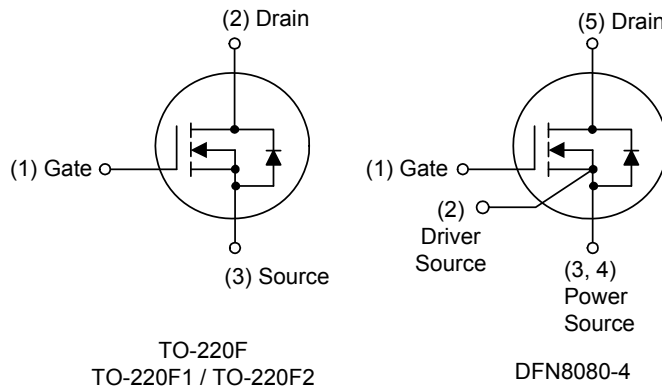 (2) Drain
(1) Gate
(3) Source
TO-220F
TO-220F1 / TO-220F2
(5) Drain
(1) Gate
(2)
Driver
Source
(3, 4)
Power
Source
DFN8080-4